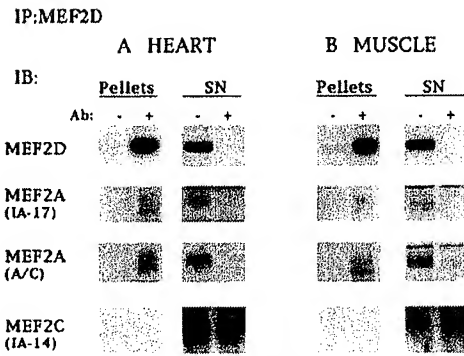 IP:MEF2D
A HEART B MUSCLE
IB:
Pellets SN Pellets SN
Ab: - + - + - + - +
MEF2D
MEF2A
(IA-17)
MEF2A
(A/C)
MEF2C
(IA-14)